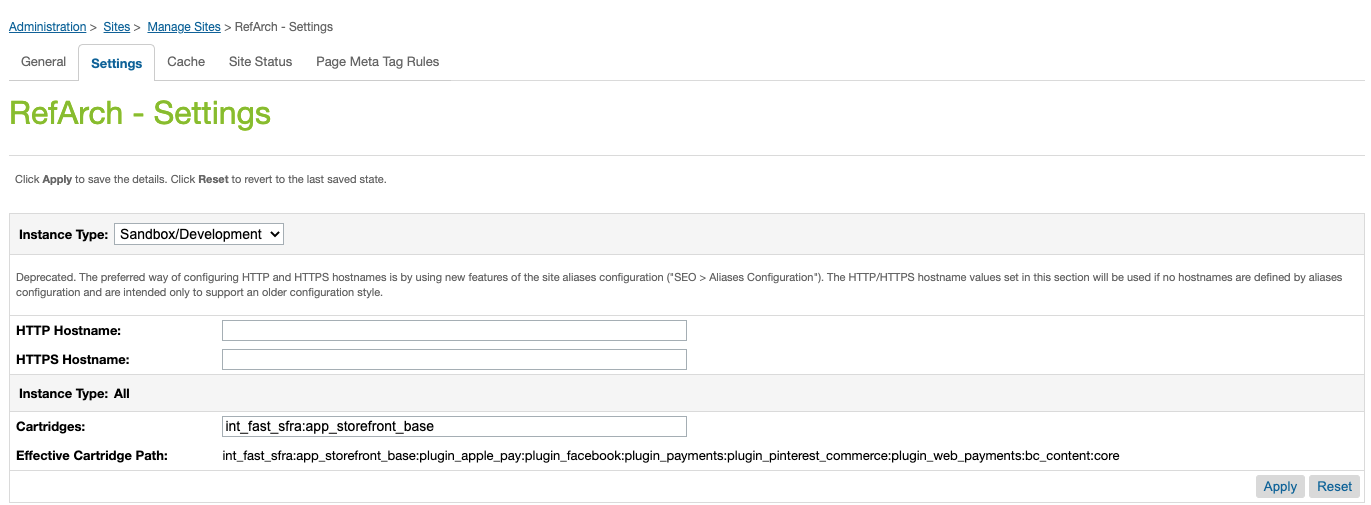 Administration > Sites > Manage Sites > RefArch - Settings
General Settings Cache Site Status Page Meta Tag Rules
RefArch - Settings
Click Apply to save the details. Click Reset to revert to the last saved state.
Instance Type: Sandbox/Development
Deprecated. The preferred way of configuring HTTP and HTTPS hostnames is by using new features of the site aliases configuration ("SEO > Aliases Configuration"). The HTTP/HTTPS hostname values set in this section will be used if no hostnames are defined by aliases
configuration and are intended only to support an older configuration style.
HTTP Hostname:
HTTPS Hostname:
Instance Type: All
Cartridges: int_fast_sfra:app_storefront_base
Effective Cartridge Path: int_fast_sfra:app_storefront_base:plugin_apple_pay:plugin_facebook:plugin_payments:plugin_pinterest_commerce:plugin_web_payments:bc_content:core
Apply Reset